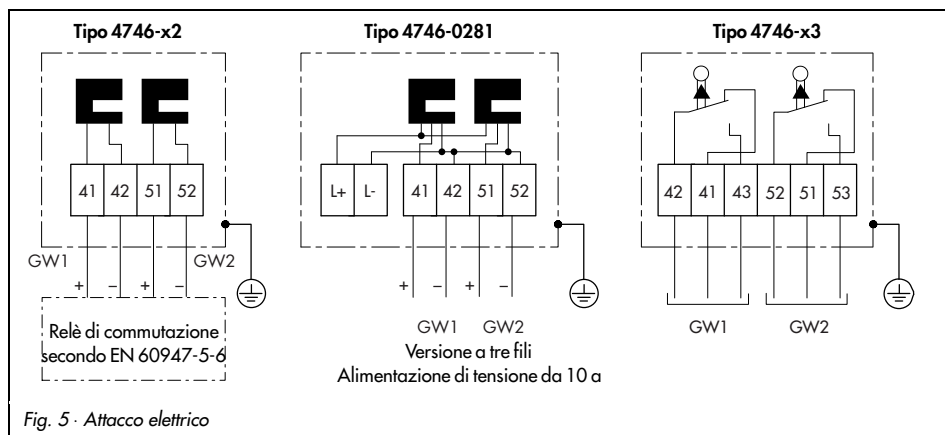 Tipo 4746-x2 Tipo 4746-0281 Tipo 4746-x3
41 42 51 52 L+ L- 41 42 51 52 42 41 43 52 51 53
GW1 GW2
+ – + – + – + –
GW1 GW2 GW1 GW2
Relè di commutazione
secondo EN 60947-5-6
Versione a tre fili
Alimentazione di tensione da 10 a
Fig. 5 · Attacco elettrico